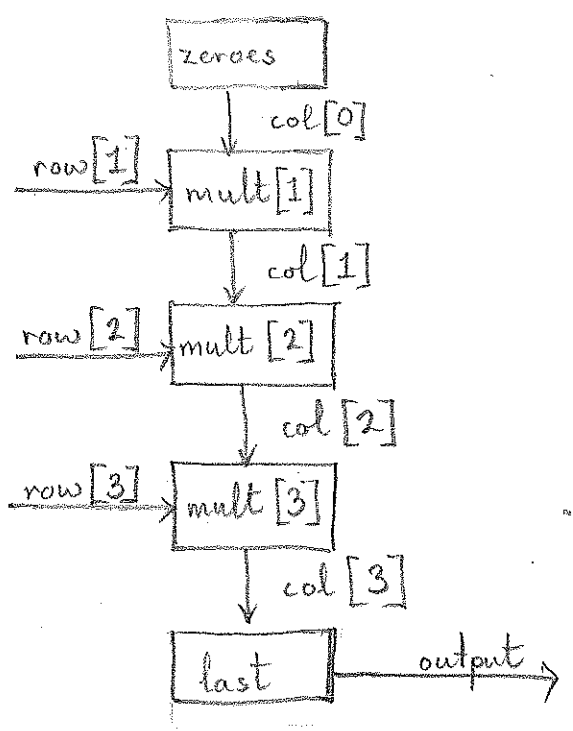 zeroes
col[0]
row[1]
mult[1]
col[1]
row[2]
mult [2]
col [2]
row[3]
mult [3]
col [3]
last
output